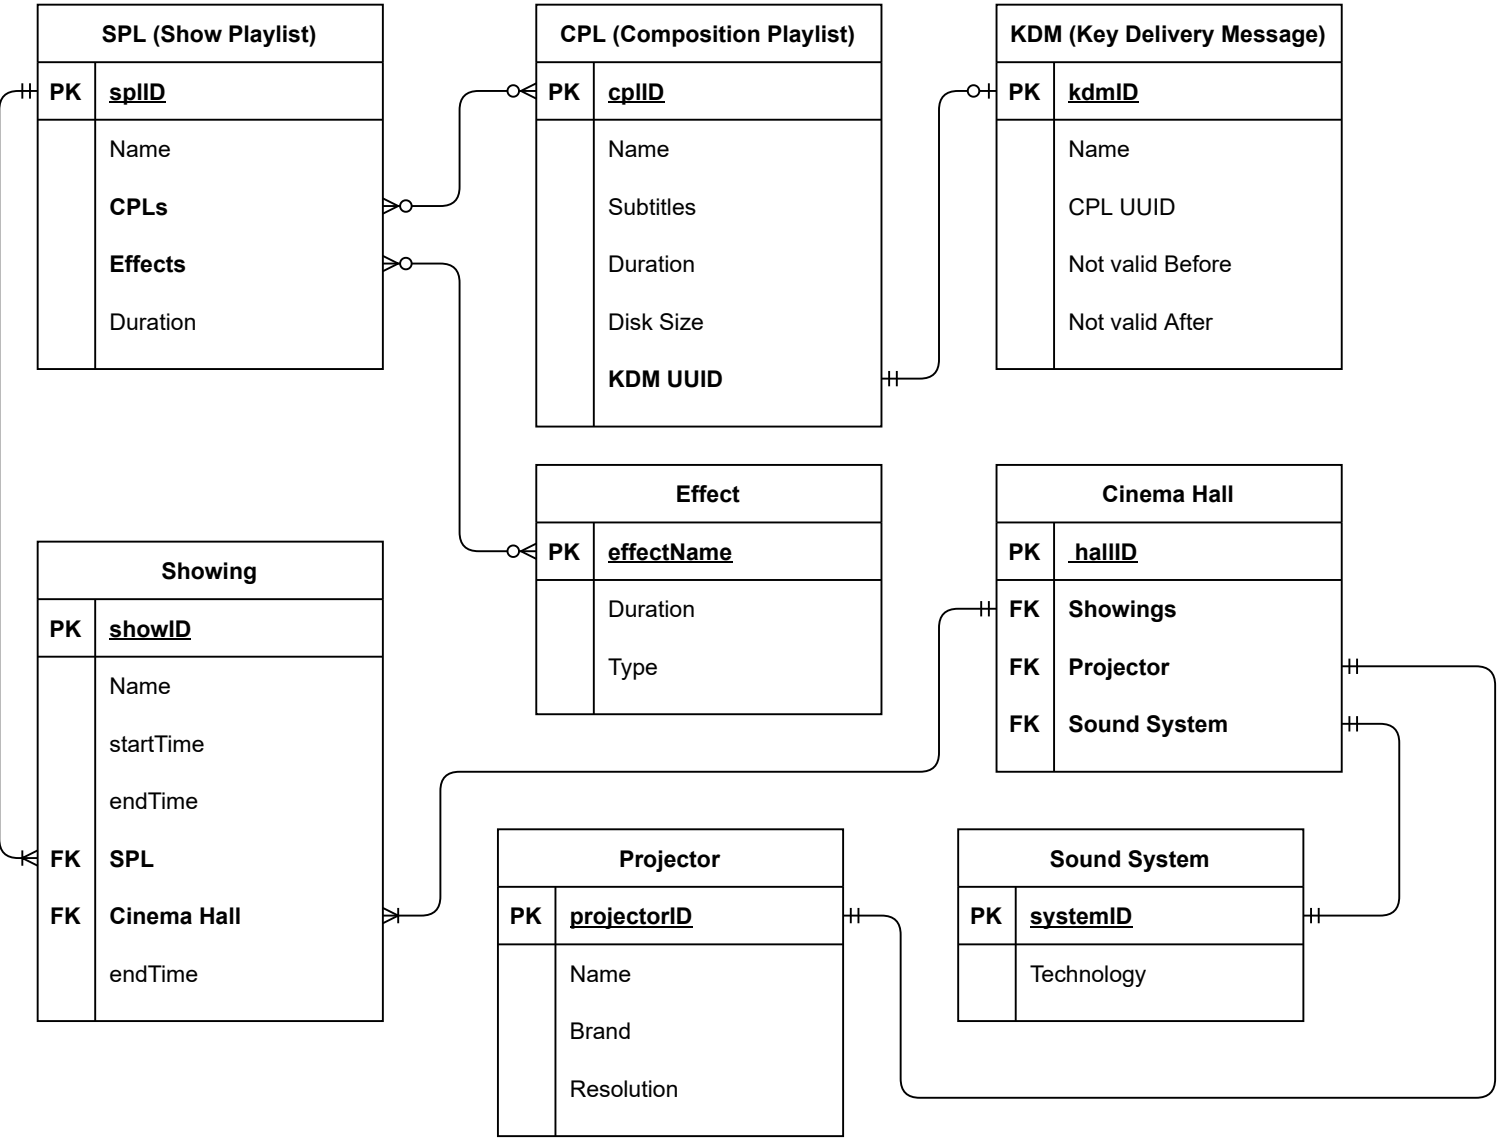 SPL (Show Playlist)
PK splID
Name
CPLs
Effects
Duration
CPL (Composition Playlist)
PK cplID
Name
Subtitles
Duration
Disk Size
KDM UUID
KDM (Key Delivery Message)
PK kdmID
Name
CPL UUID
Not valid Before
Not valid After
Effect
PK effectName
Duration
Type
Cinema Hall
PK hallID
FK Showings
FK Projector
FK Sound System
Showing
PK showID
Name
startTime
endTime
FK SPL
FK Cinema Hall
endTime
Projector
PK projectorID
Name
Brand
Resolution
Sound System
PK systemID
Technology